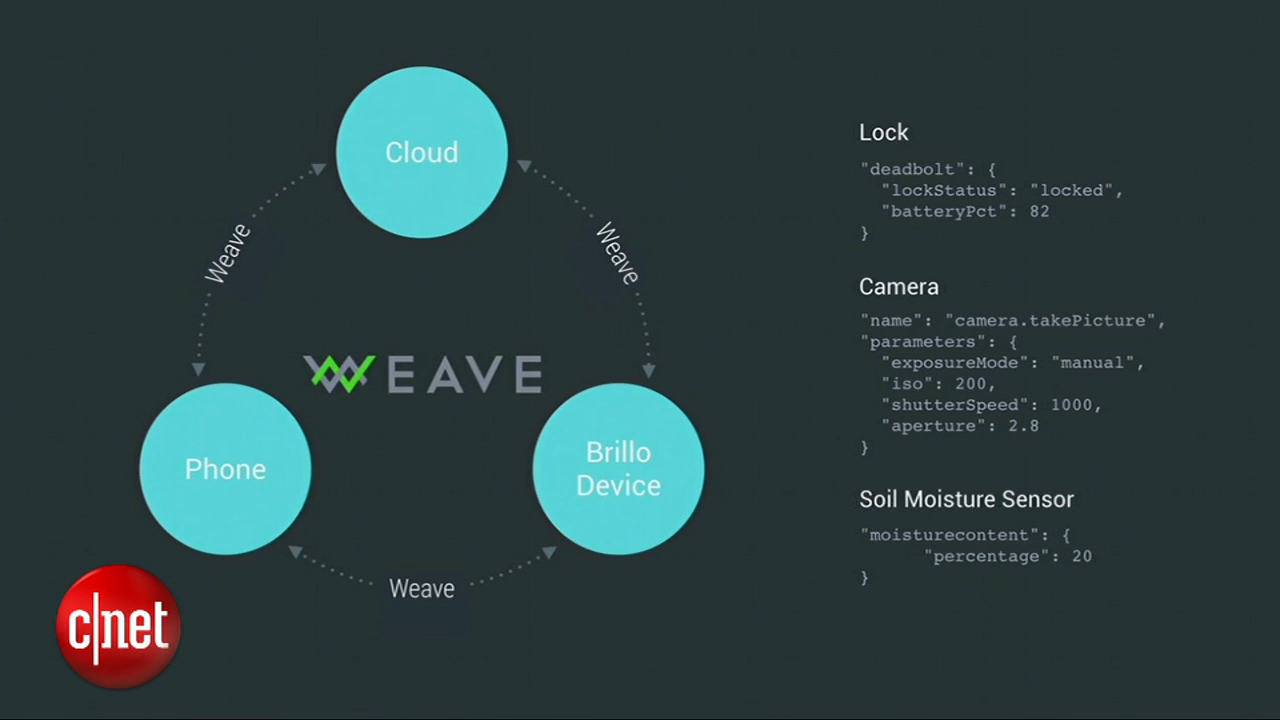 Cloud
Weave
Weave
WEAVE
Phone
Brillo
Device
Weave
Lock
"deadbolt": {
"lockStatus": "locked",
"batteryPct": 82
}
Camera
"name": "camera.takePicture",
"parameters": {
"exposureMode": "manual",
"iso": 200,
"shutterSpeed": 1000,
"aperture": 2.8
}
Soil Moisture Sensor
"moisturecontent": {
"percentage": 20
}
c|net